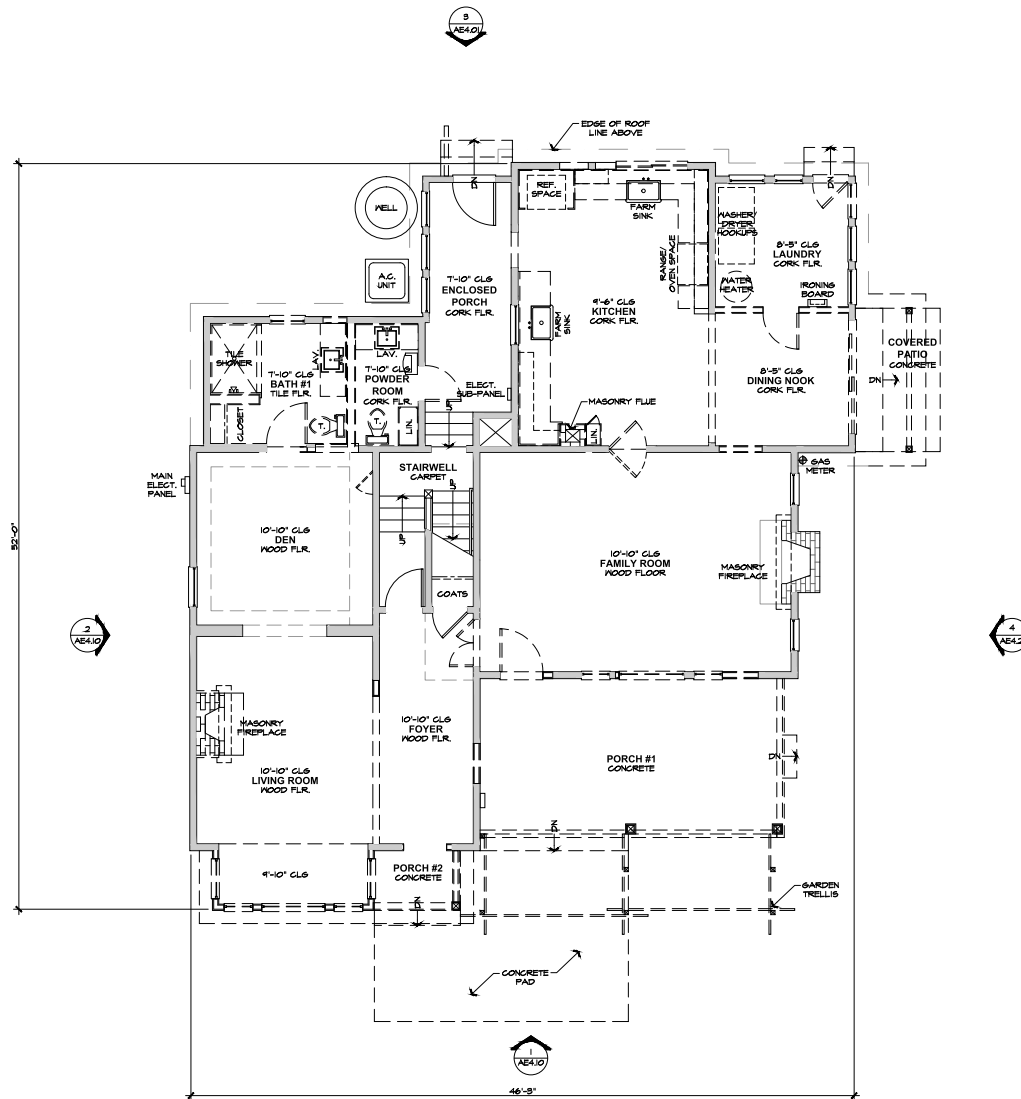 3
AE4.01
EDGE OF ROOF
LINE ABOVE
DN
DN
REF.
SPACE
FARM
SINK
WELL
WASHER/
DRYER
HOOKUPS
8'-5" CLG
LAUNDRY
CORK FLR.
RANGE/
OVEN SPACE
A.C.
UNIT
7'-10" CLG
ENCLOSED
PORCH
CORK FLR.
WATER
HEATER
IRONING
BOARD
9'-6" CLG
KITCHEN
CORK FLR.
FARM
SINK
COVERED
PATIO
CONCRETE
DN
TILE
SHOWER
LAV.
LAV.
7'-10" CLG
BATH #1
TILE FLR.
7'-10" CLG
POWDER
ROOM
CORK FLR.
8'-5" CLG
DINING NOOK
CORK FLR.
ELECT.
SUB-PANEL
MASONRY FLUE
CLOSET
T.
T.
LIN.
UP
LIN.
GAS
METER
STAIRWELL
CARPET
MAIN
ELECT.
PANEL
UP
UP
52'-0"
10'-10" CLG
DEN
WOOD FLR.
10'-10" CLG
FAMILY ROOM
WOOD FLOOR
MASONRY
FIREPLACE
COATS
2
AE4.10
4
AE4.2
MASONRY
FIREPLACE
10'-10" CLG
FOYER
WOOD FLR.
10'-10" CLG
LIVING ROOM
WOOD FLR.
PORCH #1
CONCRETE
DN
DN
9'-10" CLG
PORCH #2
CONCRETE
DN
GARDEN
TRELLIS
CONCRETE
PAD
1
AE4.10
46'-3"